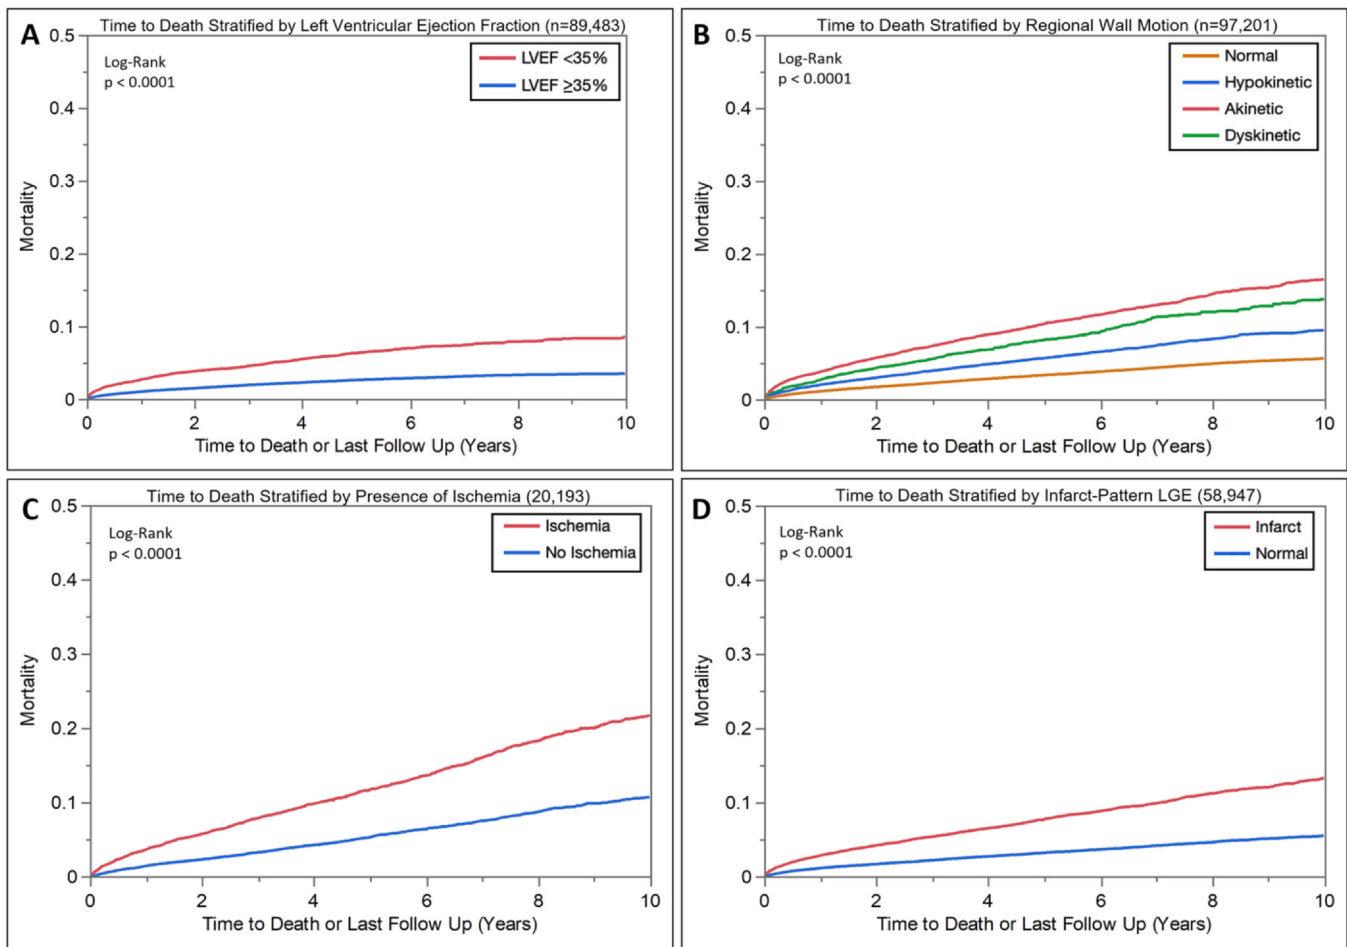 A
Time to Death Stratified by Left Ventricular Ejection Fraction (n=89,483)
Log-Rank
p < 0.0001
LVEF <35%
LVEF ≥35%
0.5
0.4
0.3
0.2
0.1
0
Mortality
0 2 4 6 8 10
Time to Death or Last Follow Up (Years)
B
Time to Death Stratified by Regional Wall Motion (n=97,201)
Log-Rank
p < 0.0001
Normal
Hypokinetic
Akinetic
Dyskinetic
0.5
0.4
0.3
0.2
0.1
0
Mortality
0 2 4 6 8 10
Time to Death or Last Follow Up (Years)
C
Time to Death Stratified by Presence of Ischemia (20,193)
Log-Rank
p < 0.0001
Ischemia
No Ischemia
0.5
0.4
0.3
0.2
0.1
0
Mortality
0 2 4 6 8 10
Time to Death or Last Follow Up (Years)
D
Time to Death Stratified by Infarct-Pattern LGE (58,947)
Log-Rank
p < 0.0001
Infarct
Normal
0.5
0.4
0.3
0.2
0.1
0
Mortality
0 2 4 6 8 10
Time to Death or Last Follow Up (Years)